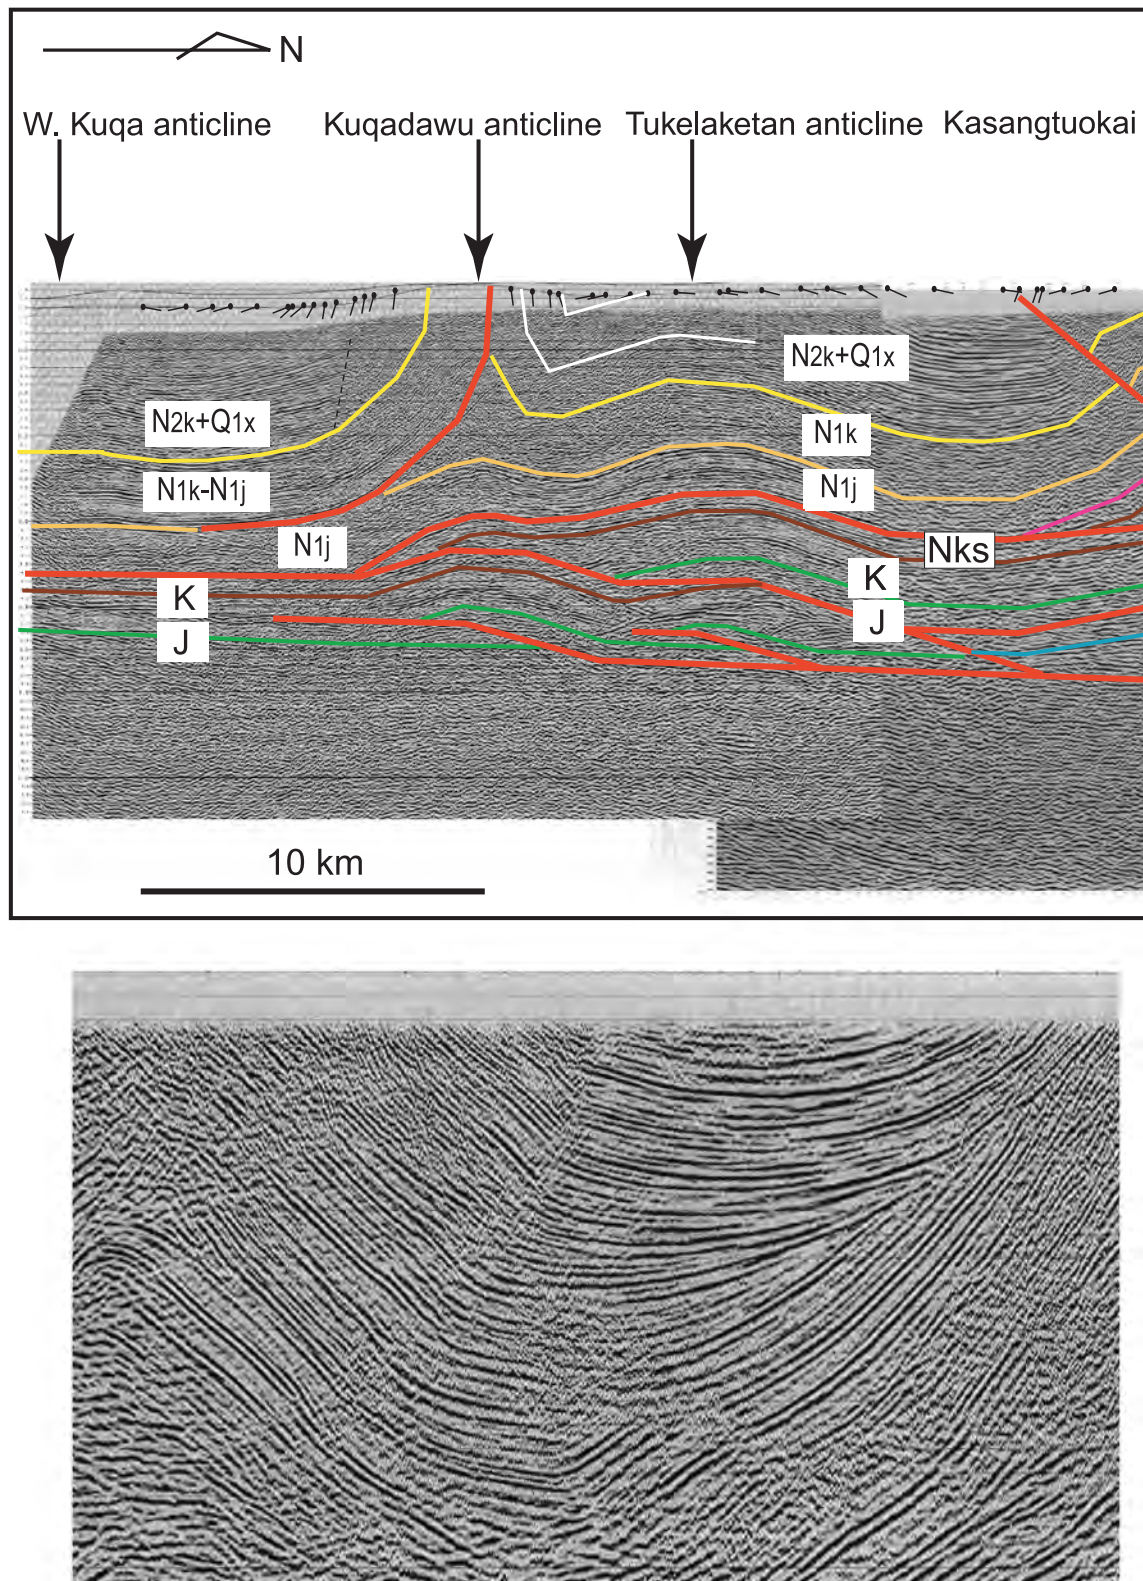 N
W. Kuqa anticline Kuqadawu anticline Tukelaketan anticline Kasangtuokai
N2k+Q1x
N2k+Q1x
N1k
N1k-N1j
N1j
N1j
Nks
K
K
J
J
10 km